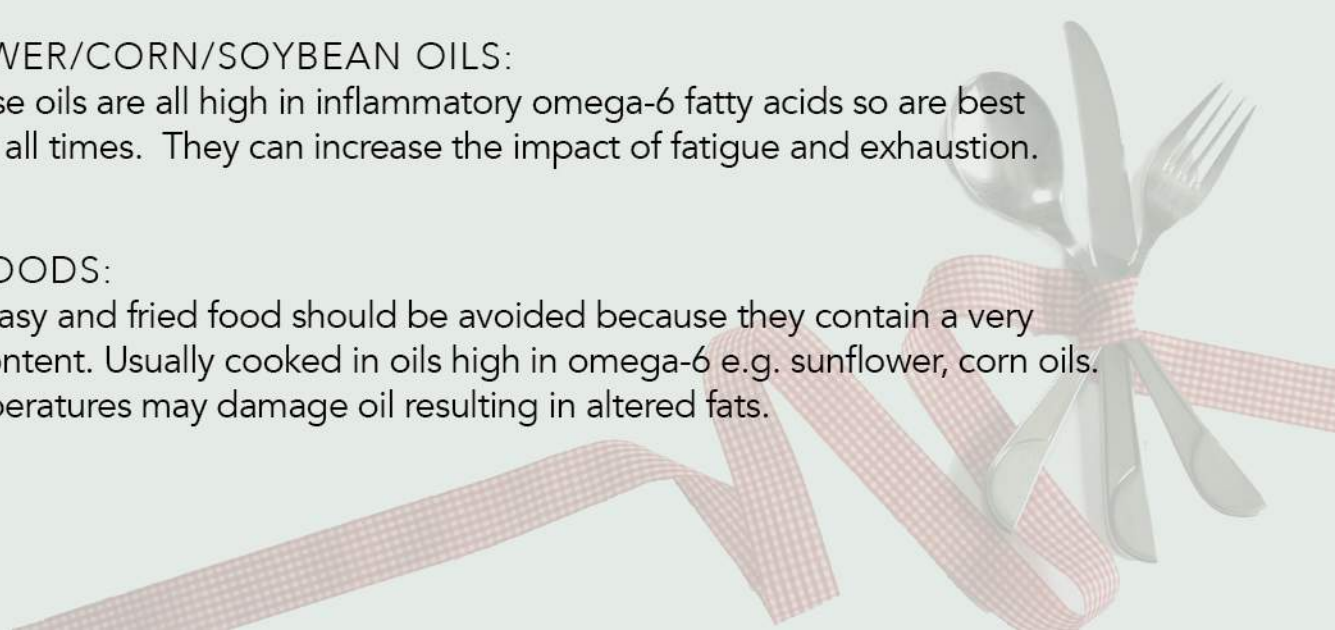 WER/CORN/SOYBEAN OILS:
se oils are all high in inflammatory omega-6 fatty acids so are best
all times. They can increase the impact of fatigue and exhaustion.
OODS:
asy and fried food should be avoided because they contain a very
ntent. Usually cooked in oils high in omega-6 e.g. sunflower, corn oils.
peratures may damage oil resulting in altered fats.